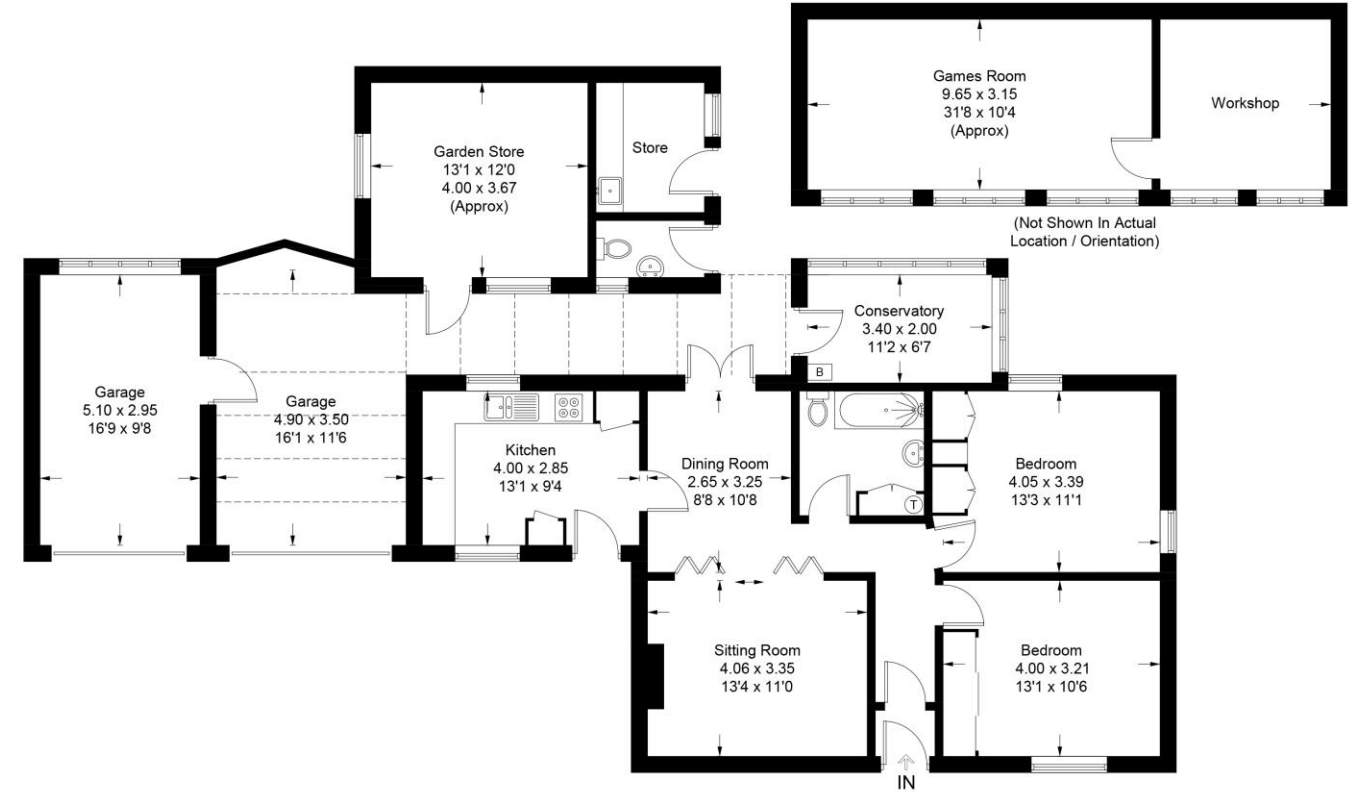 Games Room
9.65 x 3.15
31'8 x 10'4
(Approx)
Workshop
(Not Shown In Actual
Location / Orientation)
Garden Store
13'1 x 12'0
4.00 x 3.67
(Approx)
Store
Conservatory
3.40 x 2.00
11'2 x 6'7
B
Garage
5.10 x 2.95
16'9 x 9'8
Garage
4.90 x 3.50
16'1 x 11'6
Kitchen
4.00 x 2.85
13'1 x 9'4
Dining Room
2.65 x 3.25
8'8 x 10'8
T
Bedroom
4.05 x 3.39
13'3 x 11'1
Sitting Room
4.06 x 3.35
13'4 x 11'0
Bedroom
4.00 x 3.21
13'1 x 10'6
IN